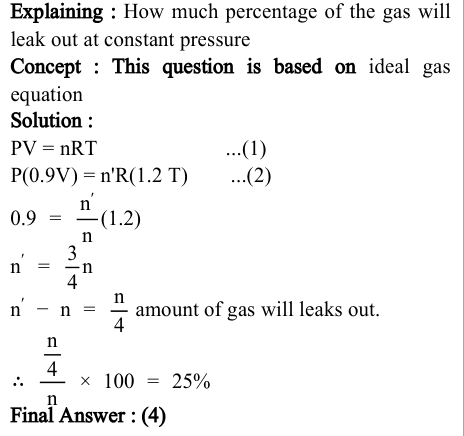 Explaining : How much percentage of the gas will
leak out at constant pressure
Concept : This question is based on ideal gas
equation
Solution :
PV = nRT ...(1)
P(0.9V) = n'R(1.2 T) ...(2)
0.9 = n'/n (1.2)
n' = 3/4 n
n' − n = n/4 amount of gas will leaks out.
∴ (n/4)/n × 100 = 25%
Final Answer : (4)